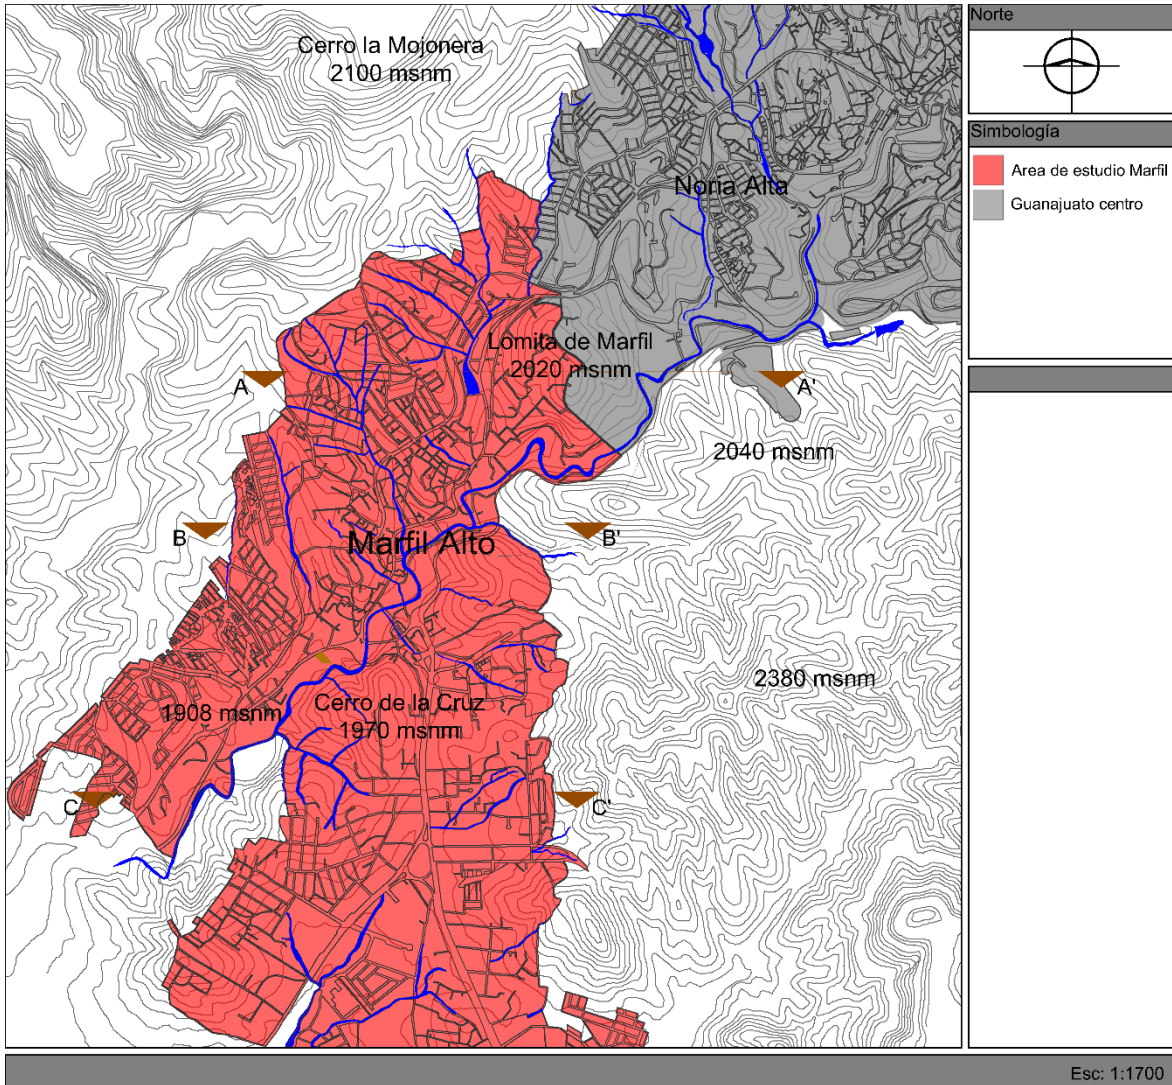 Cerro la Mojonera
2100 msnm
Norte
Simbología
Area de estudio Marfil
Guanajuato centro
Noria Alta
Lomita de Marfil
2020 msnm
A
A'
2040 msnm
B
Marfil Alto
B'
2380 msnm
1908 msnm
Cerro de la Cruz
1970 msnm
C
C'
Esc: 1:1700